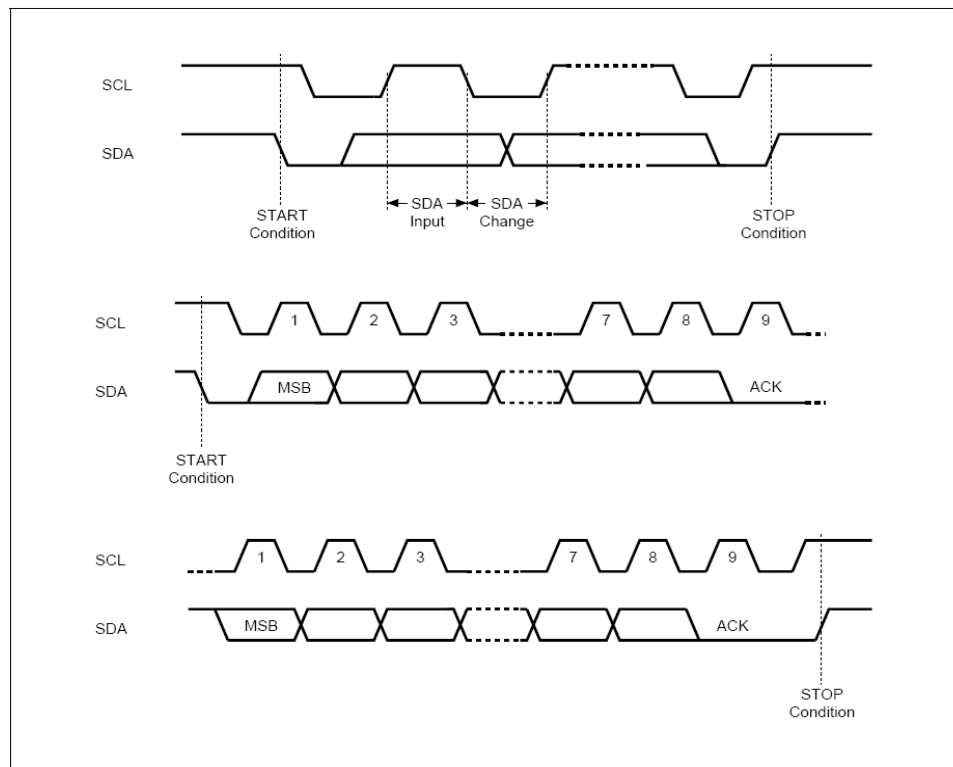 SCL
SDA
SDA
Input
SDA
Change
START
Condition
STOP
Condition
SCL
1 2 3 7 8 9
SDA
MSB
ACK
START
Condition
SCL
1 2 3 7 8 9
SDA
MSB
ACK
STOP
Condition